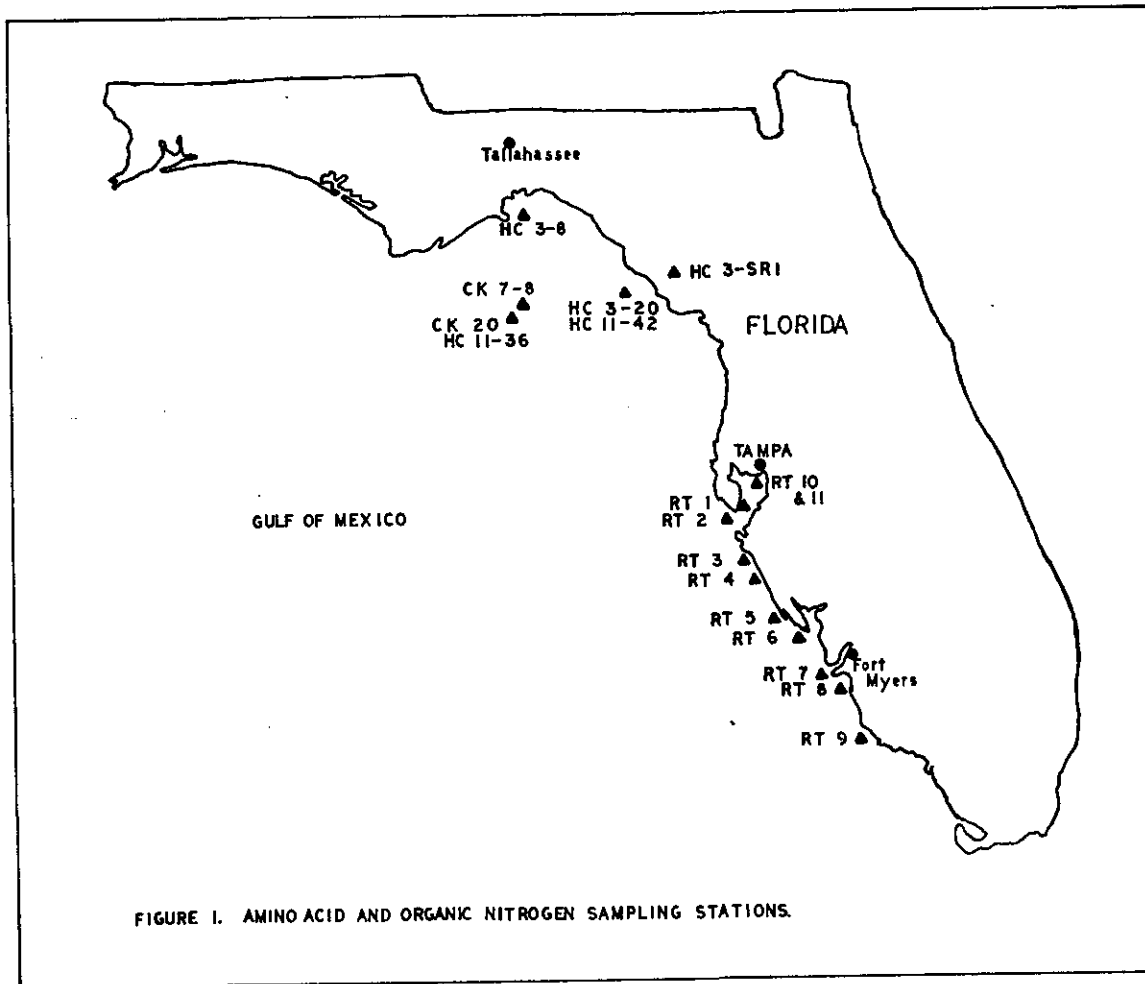 Tallahassee
HC 3-8
HC 3-SR1
CK 7-8
CK 20
HC 11-36
HC 3-20
HC 11-42
FLORIDA
TAMPA
RT 10
& 11
RT 1
RT 2
GULF OF MEXICO
RT 3
RT 4
RT 5
RT 6
Fort
Myers
RT 7
RT 8
RT 9
FIGURE 1. AMINO ACID AND ORGANIC NITROGEN SAMPLING STATIONS.